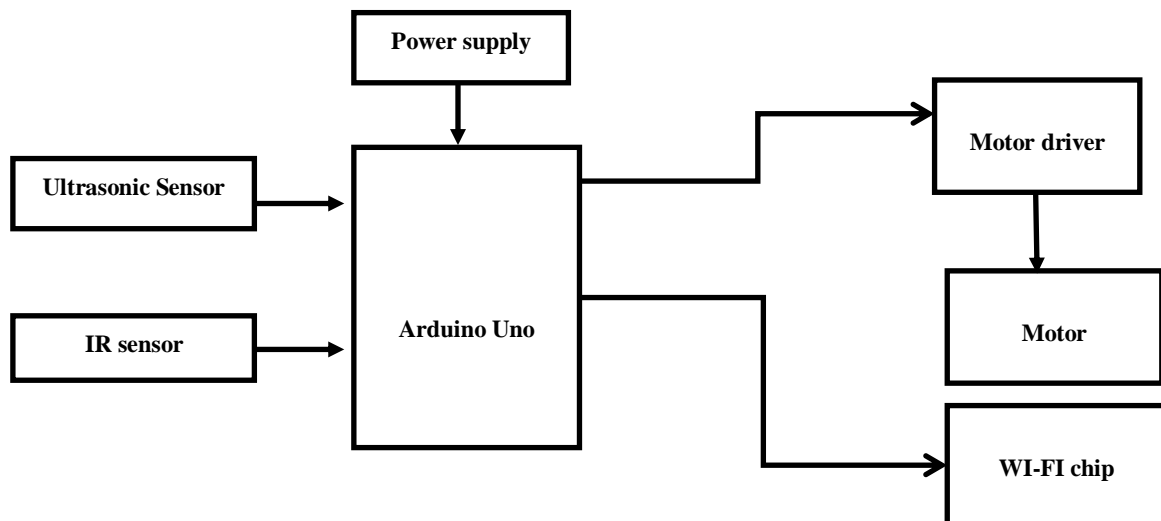 Power supply
Motor driver
Ultrasonic Sensor
Arduino Uno
IR sensor
Motor
WI-FI chip